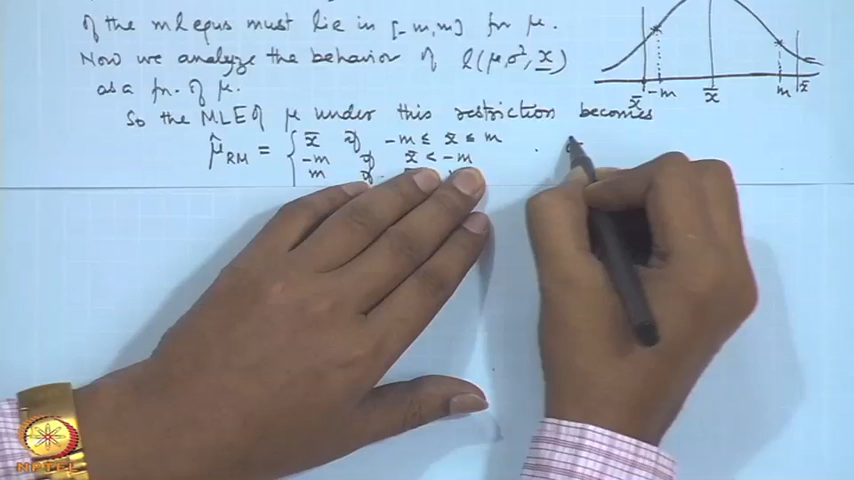 of the mleqns must lie in [-m,m] for μ.
Now we analyze the behavior of l(μ,σ², x)
as a fn. of μ.
x̄ -m x̄ m x̄
So the MLE of μ under this restriction becomes
μ̂RM = { x̄ if -m ≤ x̄ ≤ m
-m if x̄ < -m
m if
NPTEL